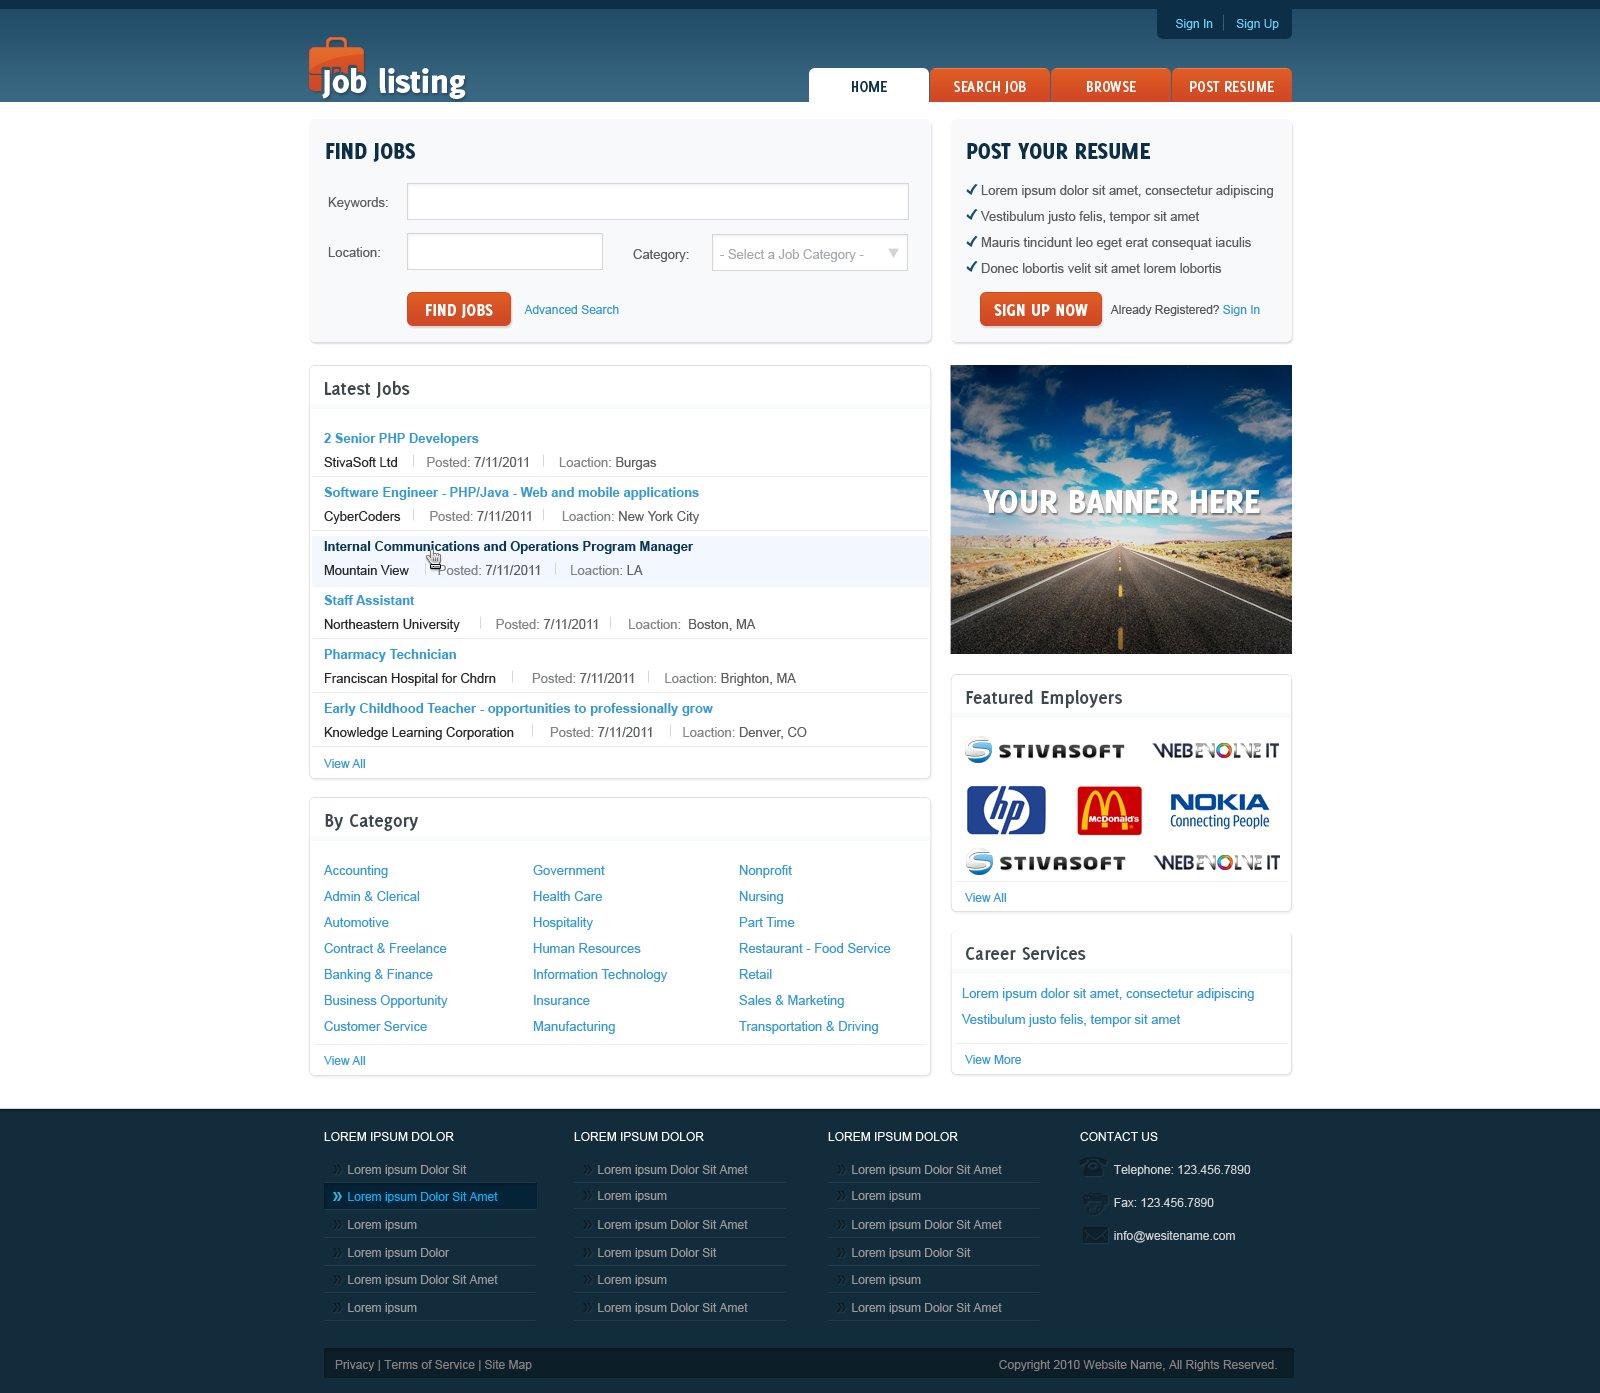 Sign In
Sign Up
Job listing
HOME
SEARCH JOB
BROWSE
POST RESUME
FIND JOBS
Keywords:
Location:
Category:
- Select a Job Category -
FIND JOBS
Advanced Search
POST YOUR RESUME
Lorem ipsum dolor sit amet, consectetur adipiscing
Vestibulum justo felis, tempor sit amet
Mauris tincidunt leo eget erat consequat iaculis
Donec lobortis velit sit amet lorem lobortis
SIGN UP NOW
Already Registered? Sign In
Latest Jobs
2 Senior PHP Developers
StivaSoft Ltd Posted: 7/11/2011 Loaction: Burgas
Software Engineer - PHP/Java - Web and mobile applications
CyberCoders Posted: 7/11/2011 Loaction: New York City
Internal Communications and Operations Program Manager
Mountain View Posted: 7/11/2011 Loaction: LA
Staff Assistant
Northeastern University Posted: 7/11/2011 Loaction: Boston, MA
Pharmacy Technician
Franciscan Hospital for Chdrn Posted: 7/11/2011 Loaction: Brighton, MA
Early Childhood Teacher - opportunities to professionally grow
Knowledge Learning Corporation Posted: 7/11/2011 Loaction: Denver, CO
View All
YOUR BANNER HERE
Featured Employers
STIVASOFT
WEBEVOLVE IT
hp
McDonald's
NOKIA
Connecting People
STIVASOFT
WEBEVOLVE IT
View All
By Category
Accounting
Admin & Clerical
Automotive
Contract & Freelance
Banking & Finance
Business Opportunity
Customer Service
Government
Health Care
Hospitality
Human Resources
Information Technology
Insurance
Manufacturing
Nonprofit
Nursing
Part Time
Restaurant - Food Service
Retail
Sales & Marketing
Transportation & Driving
View All
Career Services
Lorem ipsum dolor sit amet, consectetur adipiscing
Vestibulum justo felis, tempor sit amet
View More
LOREM IPSUM DOLOR
Lorem ipsum Dolor Sit
Lorem ipsum Dolor Sit Amet
Lorem ipsum
Lorem ipsum Dolor
Lorem ipsum Dolor Sit Amet
Lorem ipsum
LOREM IPSUM DOLOR
Lorem ipsum Dolor Sit Amet
Lorem ipsum
Lorem ipsum Dolor Sit Amet
Lorem ipsum Dolor Sit
Lorem ipsum
Lorem ipsum Dolor Sit Amet
LOREM IPSUM DOLOR
Lorem ipsum Dolor Sit Amet
Lorem ipsum
Lorem ipsum Dolor Sit Amet
Lorem ipsum Dolor Sit
Lorem ipsum
Lorem ipsum Dolor Sit Amet
CONTACT US
Telephone: 123.456.7890
Fax: 123.456.7890
info@wesitename.com
Privacy | Terms of Service | Site Map
Copyright 2010 Website Name, All Rights Reserved.